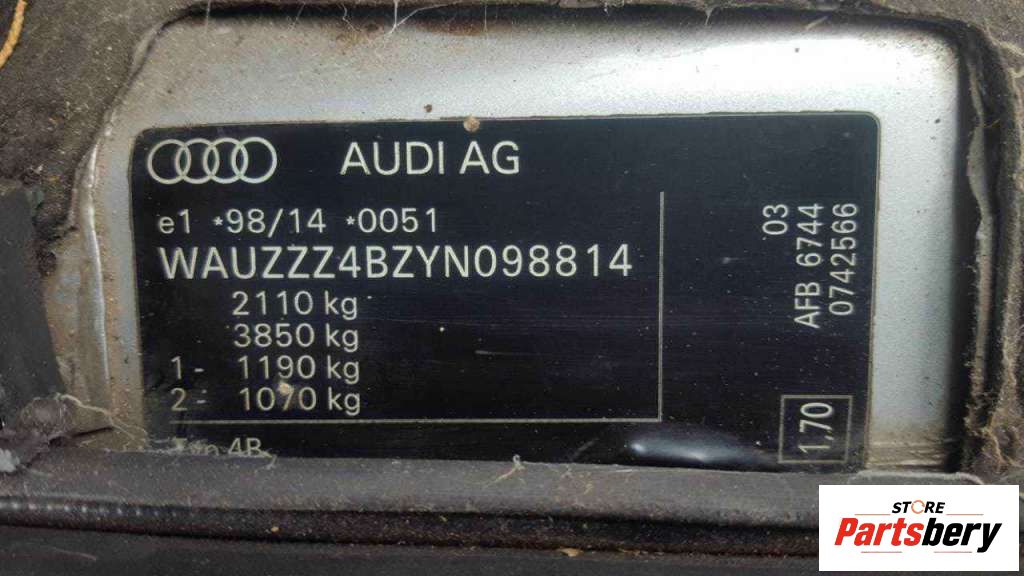 AUDI AG
e1 *98/14 *0051
WAUZZZ4BZYN098814
2110 kg
3850 kg
1- 1190 kg
2- 1070 kg
4B
03
AFB 6744
0742566
1,70
STORE
Partsbery